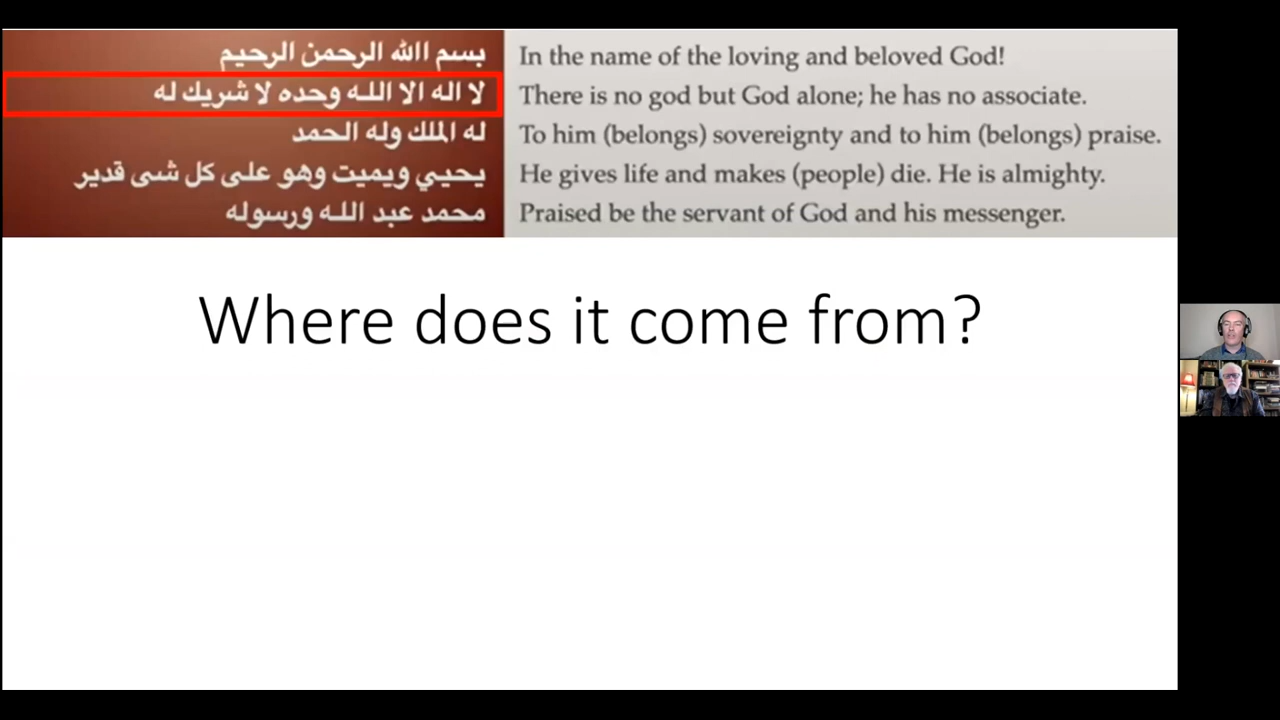 بسم االله الرحمن الرحيم
In the name of the loving and beloved God!
لا اله الا الله وحده لا شريك له
There is no god but God alone; he has no associate.
له الملك وله الحمد
To him (belongs) sovereignty and to him (belongs) praise.
يحيي ويميت وهو على كل شى قدير
He gives life and makes (people) die. He is almighty.
محمد عبد الله ورسوله
Praised be the servant of God and his messenger.
Where does it come from?